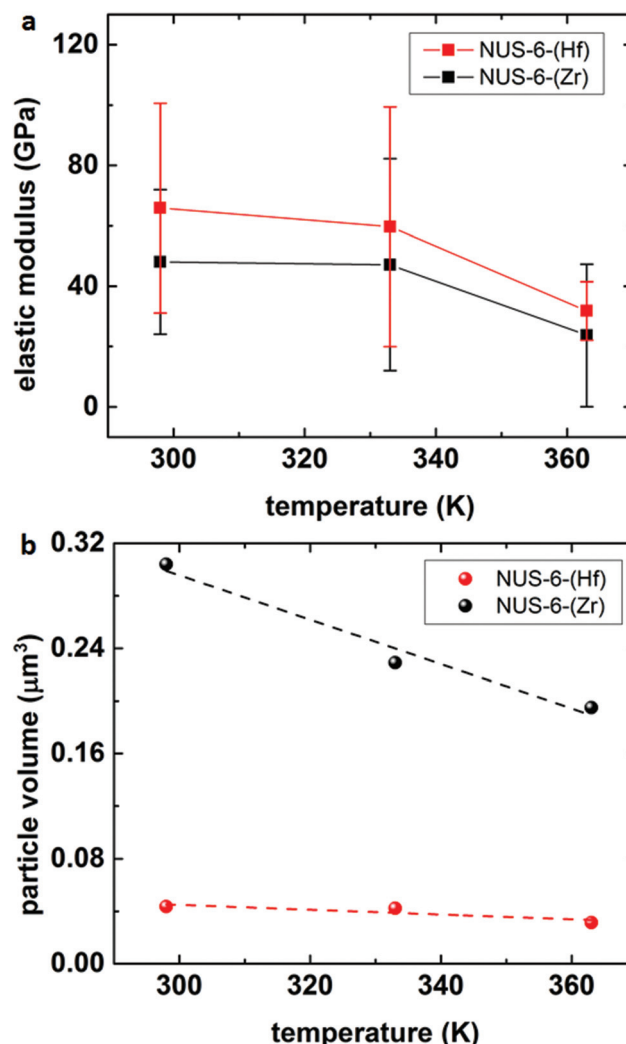 a
120
80
40
0
elastic modulus (GPa)
NUS-6-(Hf)
NUS-6-(Zr)
300 320 340 360
temperature (K)
b
0.32
0.24
0.16
0.08
0.00
particle volume (μm³)
NUS-6-(Hf)
NUS-6-(Zr)
300 320 340 360
temperature (K)